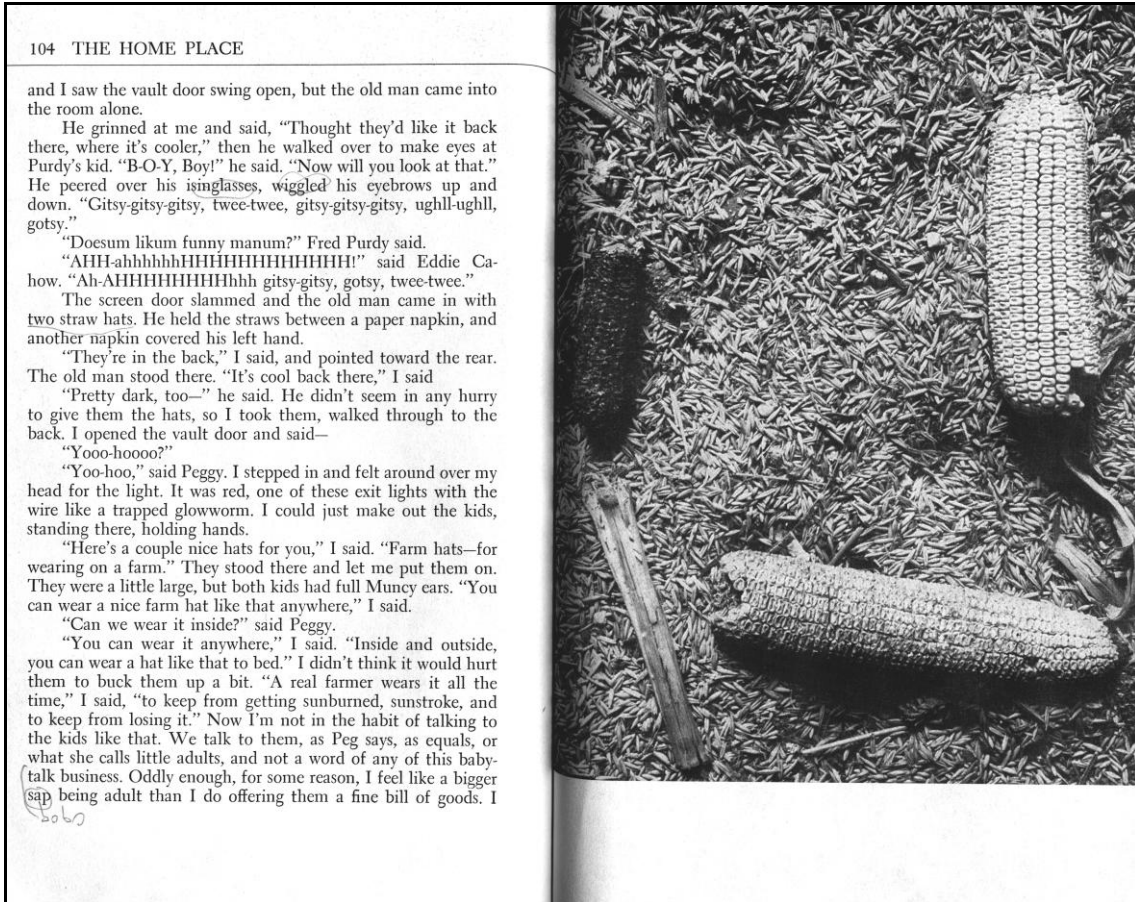 104 THE HOME PLACE
and I saw the vault door swing open, but the old man came into
the room alone.
He grinned at me and said, “Thought they’d like it back
there, where it’s cooler,” then he walked over to make eyes at
Purdy’s kid. “B-O-Y, Boy!” he said. “Now will you look at that.”
He peered over his isinglasses, wiggled his eyebrows up and
down. “Gitsy-gitsy-gitsy, twee-twee, gitsy-gitsy-gitsy, ughll-ughll,
gotsy.”
“Doesum likum funny manum?” Fred Purdy said.
“AHH-ahhhhhhHHHHHHHHHHHHHH!” said Eddie Ca-
how. “Ah-AHHHHHHHHHhhh gitsy-gitsy, gotsy, twee-twee.”
The screen door slammed and the old man came in with
two straw hats. He held the straws between a paper napkin, and
another napkin covered his left hand.
“They’re in the back,” I said, and pointed toward the rear.
The old man stood there. “It’s cool back there,” I said
“Pretty dark, too—” he said. He didn’t seem in any hurry
to give them the hats, so I took them, walked through to the
back. I opened the vault door and said—
“Yooo-hoooo?”
“Yoo-hoo,” said Peggy. I stepped in and felt around over my
head for the light. It was red, one of these exit lights with the
wire like a trapped glowworm. I could just make out the kids,
standing there, holding hands.
“Here’s a couple nice hats for you,” I said. “Farm hats—for
wearing on a farm.” They stood there and let me put them on.
They were a little large, but both kids had full Muncy ears. “You
can wear a nice farm hat like that anywhere,” I said.
“Can we wear it inside?” said Peggy.
“You can wear it anywhere,” I said. “Inside and outside,
you can wear a hat like that to bed.” I didn’t think it would hurt
them to buck them up a bit. “A real farmer wears it all the
time,” I said, “to keep from getting sunburned, sunstroke, and
to keep from losing it.” Now I’m not in the habit of talking to
the kids like that. We talk to them, as Peg says, as equals, or
what she calls little adults, and not a word of any of this baby-
talk business. Oddly enough, for some reason, I feel like a bigger
sap being adult than I do offering them a fine bill of goods. I